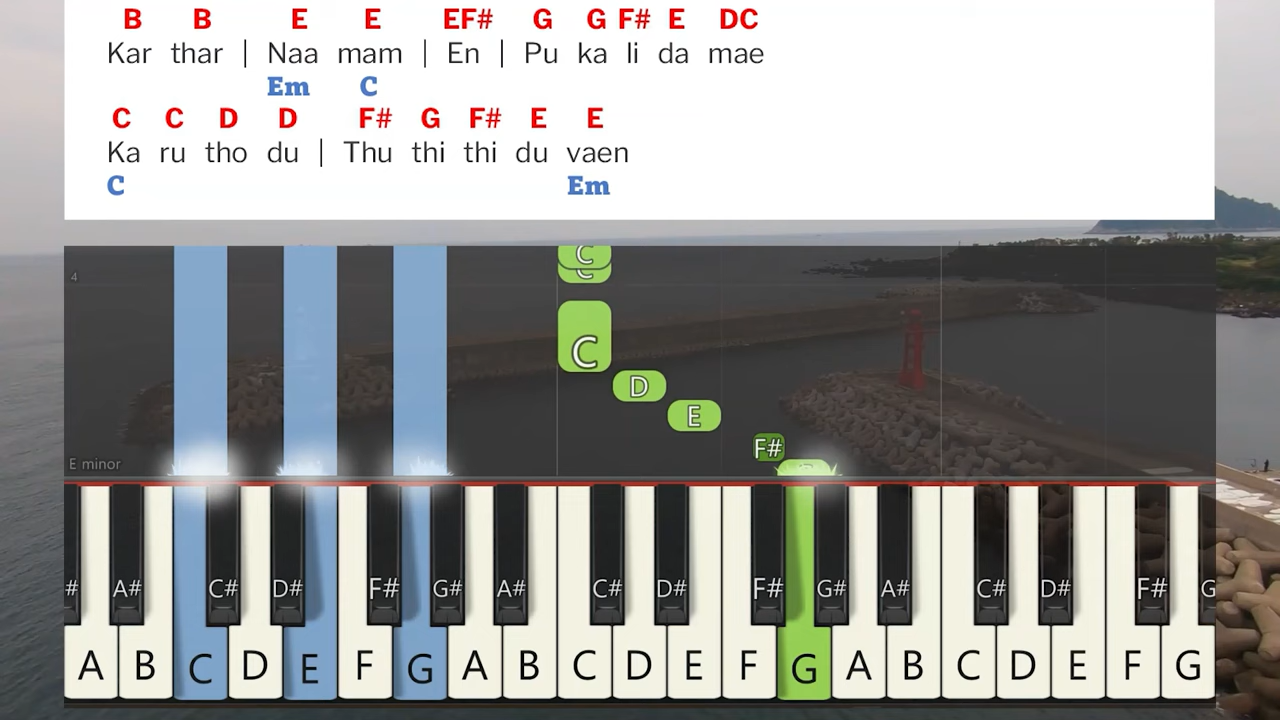 B B E E EF# G G F# E DC
Kar thar | Naa mam | En | Pu ka li da mae
Em C
C C D D F# G F# E E
Ka ru tho du | Thu thi thi du vaen
C Em
4
C
C
C
D
E
E minor
F#
# A# C# D# F# G# A# C# D# F# G# A# C# D# F# G
A B C D E F G A B C D E F G A B C D E F G